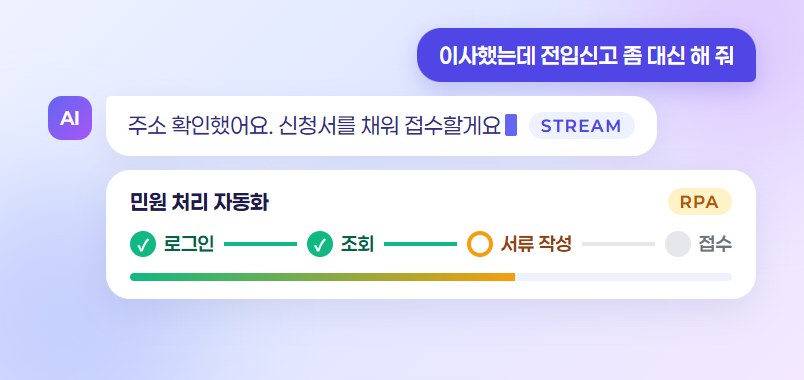 이사했는데 전입신고 좀 대신 해 줘
AI
주소 확인했어요. 신청서를 채워 접수할게요
STREAM
민원 처리 자동화
RPA
로그인
조회
서류 작성
접수